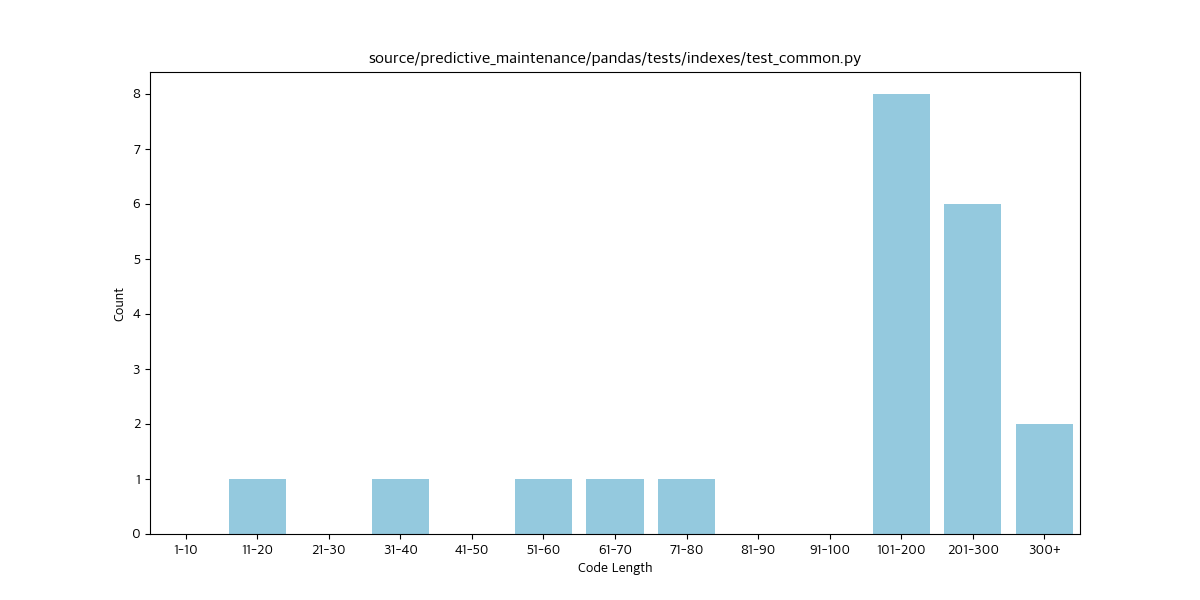 source/predictive_maintenance/pandas/tests/indexes/test_common.py
8
7
6
5
4
3
2
1
0
Count
1-10 11-20 21-30 31-40 41-50 51-60 61-70 71-80 81-90 91-100 101-200 201-300 300+
Code Length